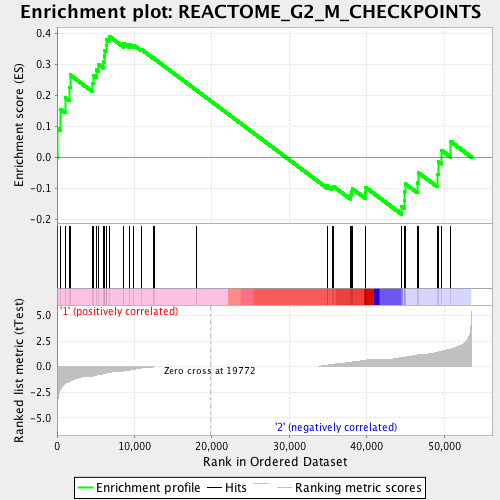 Enrichment plot: REACTOME_G2_M_CHECKPOINTS
Enrichment score (ES)
0.4
0.3
0.2
0.1
0.0
-0.1
-0.2
'1' (positively correlated)
Ranked list metric (tTest)
5.0
2.5
0.0
-2.5
-5.0
Zero cross at 19772
'2' (negatively correlated)
0
10,000
20,000
30,000
40,000
50,000
Rank in Ordered Dataset
Enrichment profile
Hits
Ranking metric scores